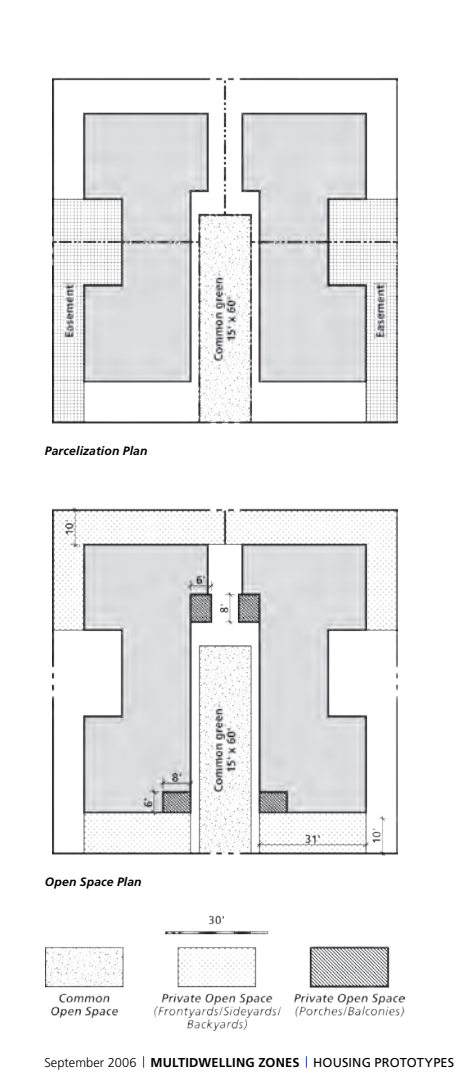 Easement
Common green
15' x 60'
Easement
Parcelization Plan
10'
6'
8'
Common green
15' x 60'
8'
6'
31'
10'
Open Space Plan
30'
Common
Open Space
Private Open Space
(Frontyards/Sideyards/
Backyards)
Private Open Space
(Porches/Balconies)
September 2006 | MULTIDWELLING ZONES | HOUSING PROTOTYPES